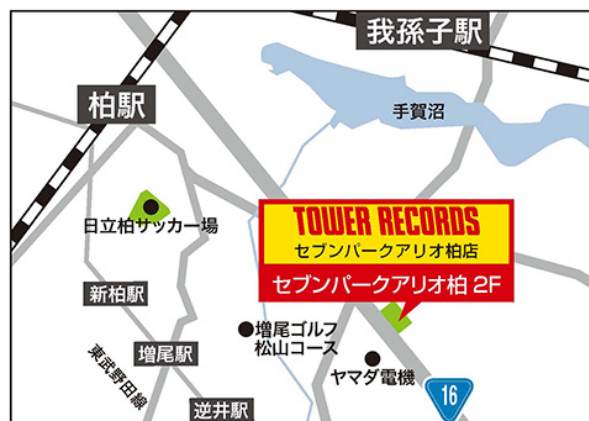 我孫子駅
柏駅
手賀沼
日立柏サッカー場
TOWER RECORDS
セブンパークアリオ柏店
セブンパークアリオ柏 2F
新柏駅
増尾ゴルフ
松山コース
増尾駅
東武野田線
ヤマダ電機
16
逆井駅